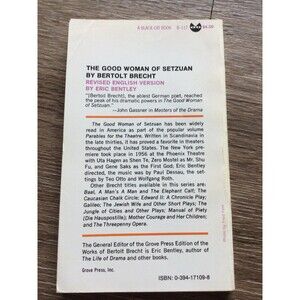 A BLACK CAT BOOK B-117 $4.50
THE GOOD WOMAN OF SETZUAN
BY BERTOLT BRECHT
REVISED ENGLISH VERSION
BY ERIC BENTLEY
"(Bertolt Brecht), the ablest German poet, reached
the peak of his dramatic powers in The Good Woman
of Setzuan."
—John Gassner in Masters of the Drama
The Good Woman of Setzuan has been widely
read in America as part of the popular volume
Parables for the Theatre. Written in Scandinavia in the
late thirties, it has proved a favorite in theaters
throughout the world. The New York pre-
miere took place in 1956 at the Phoenix Theatre
with Uta Hagen as Shen Te, Zero Mostel as Mr. Shu
Fu, and Gene Saks as the First God; Eric Bentley
directed, the music was by Paul Dessau, the set-
tings by Teo Otto and Wolfgang Roth.
Other Brecht titles available in this series are:
Baal, A Man's A Man and The Elephant Calf; The
Caucasian Chalk Circle; Edward II; A Chronicle Play;
Galileo; The Jewish Wife and Other Short Plays; The
Jungle of Cities and Other Plays; Manual of Piety
(Die Hauspostille); Mother Courage and Her Children;
and The Threepenny Opera.
The General Editor of the Grove Press Edition of the
Works of Bertolt Brecht is Eric Bentley, author of
The Life of Drama and other books.
Grove Press, Inc.
ISBN: 0-394-17109-8